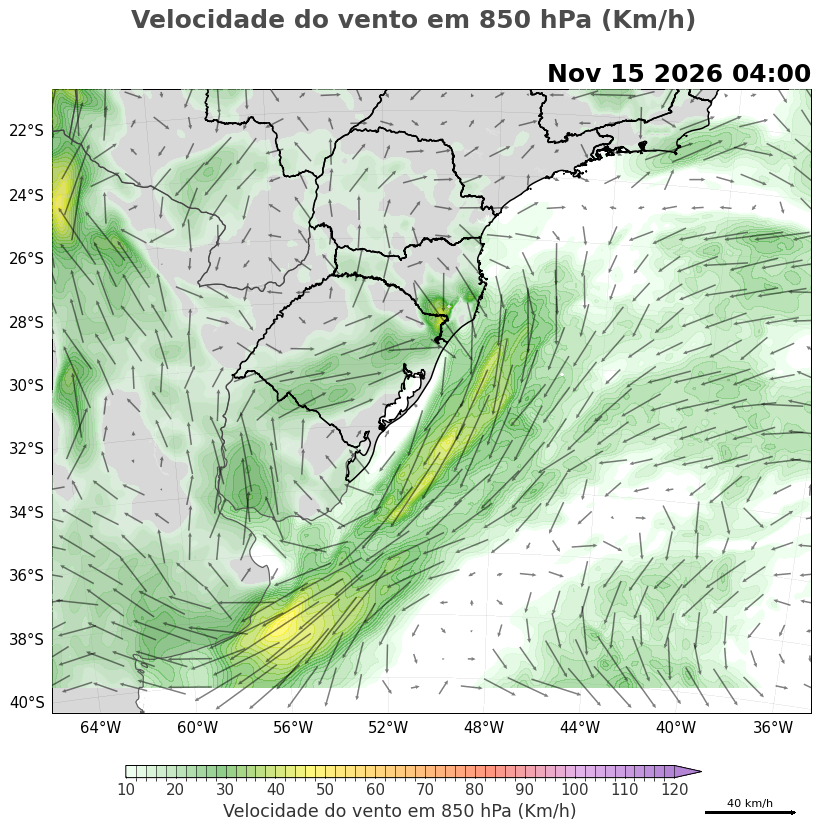 Velocidade do vento em 850 hPa (Km/h)
Nov 15 2026 04:00
22°S
24°S
26°S
28°S
30°S
32°S
34°S
36°S
38°S
40°S
64°W 60°W 56°W 52°W 48°W 44°W 40°W 36°W
10 20 30 40 50 60 70 80 90 100 110 120
Velocidade do vento em 850 hPa (Km/h)
40 km/h